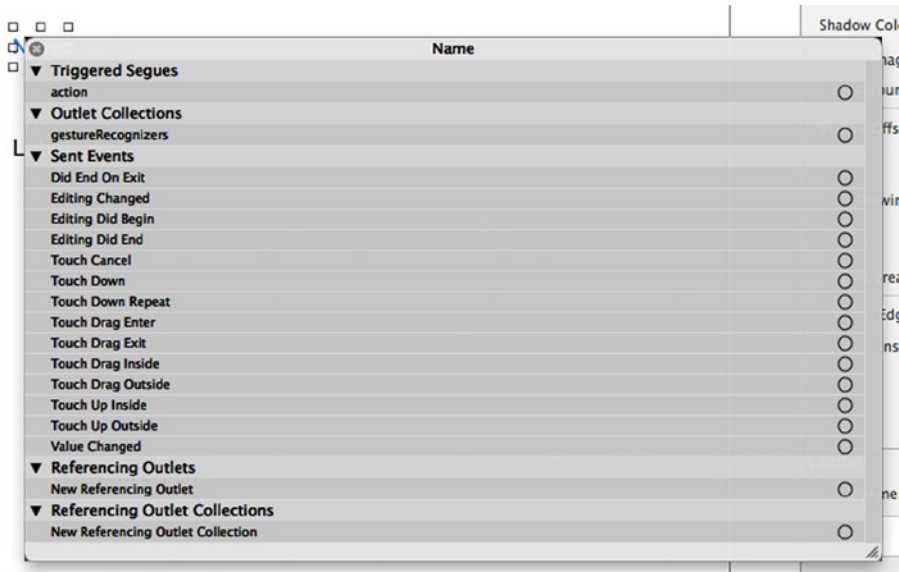 Shadow Col
Name
Triggered Segues
action
Outlet Collections
gestureRecognizers
Sent Events
Did End On Exit
Editing Changed
Editing Did Begin
Editing Did End
Touch Cancel
Touch Down
Touch Down Repeat
Touch Drag Enter
Touch Drag Exit
Touch Drag Inside
Touch Drag Outside
Touch Up Inside
Touch Up Outside
Value Changed
Referencing Outlets
New Referencing Outlet
Referencing Outlet Collections
New Referencing Outlet Collection